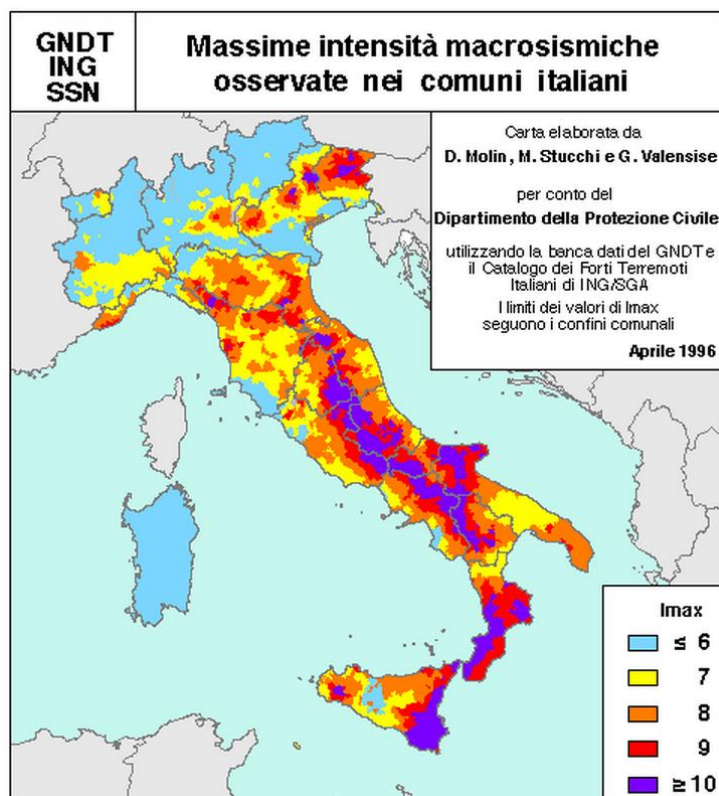 GNDT
ING
SSN
Massime intensità macrosismiche
osservate nei comuni italiani
Carta elaborata da
D. Molin, M. Stucchi e G. Valensise
per conto del
Dipartimento della Protezione Civile
utilizzando la banca dati del GNDT e
il Catalogo dei Forti Terremoti
Italiani di ING/SGA
I limiti dei valori di Imax
seguono i confini comunali
Aprile 1996
Imax
≤ 6
7
8
9
≥ 10